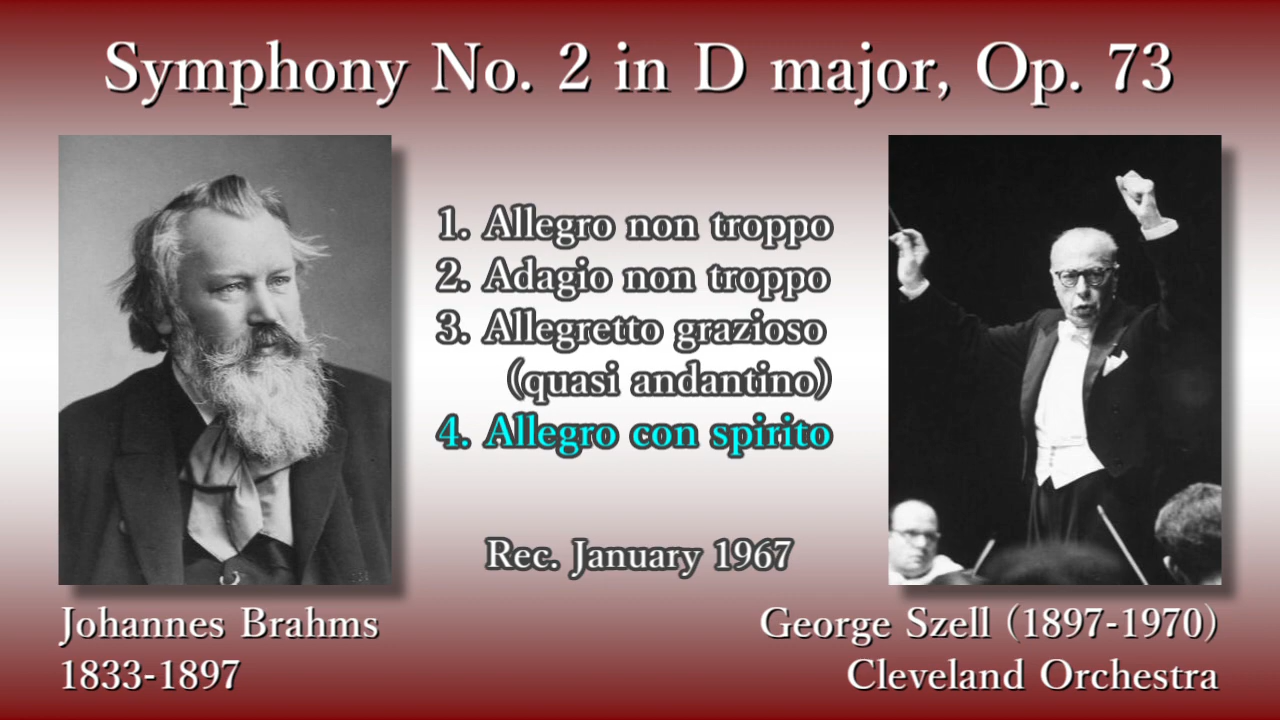 Symphony No. 2 in D major, Op. 73
1. Allegro non troppo
2. Adagio non troppo
3. Allegretto grazioso
(quasi andantino)
4. Allegro con spirito
Rec. January 1967
Johannes Brahms
1833-1897
George Szell (1897-1970)
Cleveland Orchestra